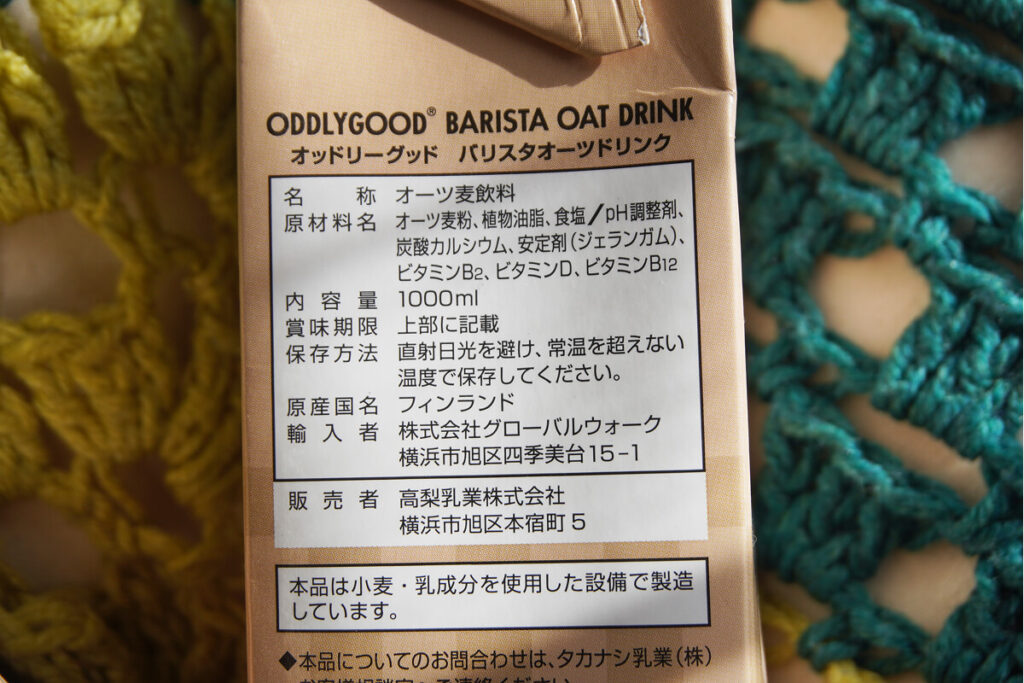 ODDLYGOOD® BARISTA OAT DRINK
オッドリーグッド バリスタオーツドリンク
名称 オーツ麦飲料
原材料名 オーツ麦粉、植物油脂、食塩/pH調整剤、
炭酸カルシウム、安定剤(ジェランガム)、
ビタミンB2、ビタミンD、ビタミンB12
内容量 1000ml
賞味期限 上部に記載
保存方法 直射日光を避け、常温を超えない
温度で保存してください。
原産国名 フィンランド
輸入者 株式会社グローバルウォーク
横浜市旭区四季美台15-1
販売者 高梨乳業株式会社
横浜市旭区本宿町5
本品は小麦・乳成分を使用した設備で製造
しています。
◆本品についてのお問合わせは、タカナシ乳業(株)